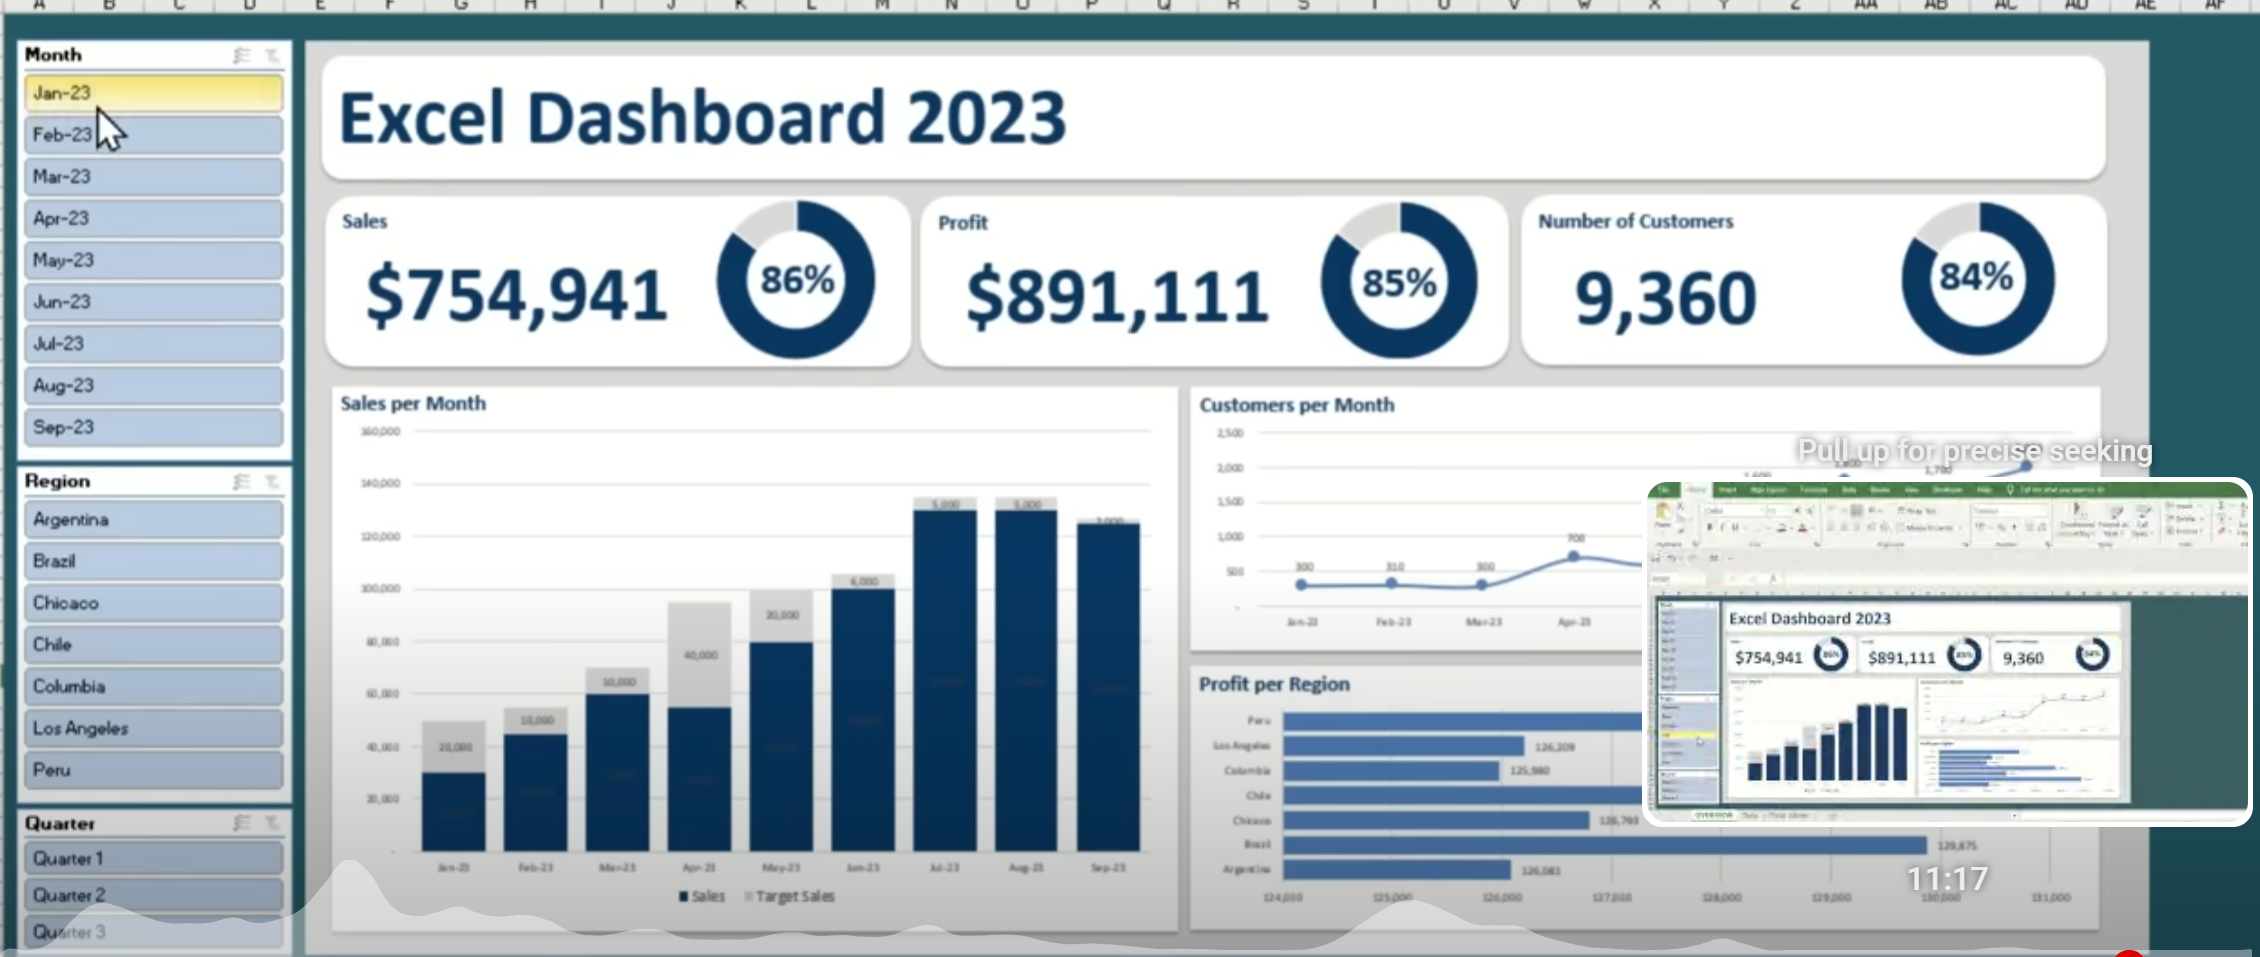 A B C D E F G H I J K L M N O P Q R S T U V W X Y Z AA AB AC AD AE AF
Month
Jan-23
Feb-23
Mar-23
Apr-23
May-23
Jun-23
Jul-23
Aug-23
Sep-23
Region
Argentina
Brazil
Chicaco
Chile
Columbia
Los Angeles
Peru
Quarter
Quarter 1
Quarter 2
Quarter 3
Excel Dashboard 2023
Sales
$754,941
86%
Profit
$891,111
85%
Number of Customers
9,360
84%
Sales per Month
160,000
140,000
120,000
100,000
80,000
60,000
40,000
20,000
20,000
10,000
10,000
40,000
20,000
6,000
5,000
5,000
Jan-23 Feb-23 Mar-23 Apr-23 May-23 Jun-23 Jul-23 Aug-23 Sep-23
Sales Target Sales
Customers per Month
2,500
2,000
1,500
1,000
500
300 310 300 700
1,700
Jan-23 Feb-23 Mar-23 Apr-23
Profit per Region
Peru
Los Angeles 126,209
Columbia 125,980
Chile
Chicaco 126,793
Brazil 129,875
Argentina 126,081
124,000 125,000 126,000 127,000 128,000 129,000 130,000 131,000
Pull up for precise seeking
Excel Dashboard 2023
$754,941 $891,111 9,360
11:17